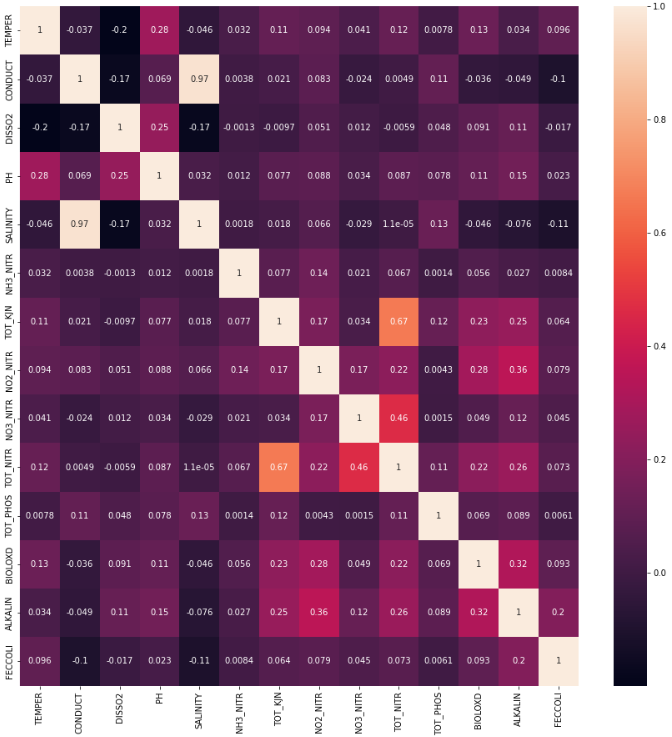 TEMPER 1 -0.037 -0.2 0.28 -0.046 0.032 0.11 0.094 0.041 0.12 0.0078 0.13 0.034 0.096
CONDUCT -0.037 1 -0.17 0.069 0.97 0.0038 0.021 0.083 -0.024 0.0049 0.11 -0.036 -0.049 -0.1
DISSO2 -0.2 -0.17 1 0.25 -0.17 -0.0013 -0.0097 0.051 0.012 -0.0059 0.048 0.091 0.11 -0.017
PH 0.28 0.069 0.25 1 0.032 0.012 0.077 0.088 0.034 0.087 0.078 0.11 0.15 0.023
SALINITY -0.046 0.97 -0.17 0.032 1 0.0018 0.018 0.066 -0.029 1.1e-05 0.13 -0.046 -0.076 -0.11
NH3_NITR 0.032 0.0038 -0.0013 0.012 0.0018 1 0.077 0.14 0.021 0.067 0.0014 0.056 0.027 0.0084
TOT_KJN 0.11 0.021 -0.0097 0.077 0.018 0.077 1 0.17 0.034 0.67 0.12 0.23 0.25 0.064
NO2_NITR 0.094 0.083 0.051 0.088 0.066 0.14 0.17 1 0.17 0.22 0.0043 0.28 0.36 0.079
NO3_NITR 0.041 -0.024 0.012 0.034 -0.029 0.021 0.034 0.17 1 0.46 0.0015 0.049 0.12 0.045
TOT_NITR 0.12 0.0049 -0.0059 0.087 1.1e-05 0.067 0.67 0.22 0.46 1 0.11 0.22 0.26 0.073
TOT_PHOS 0.0078 0.11 0.048 0.078 0.13 0.0014 0.12 0.0043 0.0015 0.11 1 0.069 0.089 0.0061
BIOLOXD 0.13 -0.036 0.091 0.11 -0.046 0.056 0.23 0.28 0.049 0.22 0.069 1 0.32 0.093
ALKALIN 0.034 -0.049 0.11 0.15 -0.076 0.027 0.25 0.36 0.12 0.26 0.089 0.32 1 0.2
FECCOLI 0.096 -0.1 -0.017 0.023 -0.11 0.0084 0.064 0.079 0.045 0.073 0.0061 0.093 0.2 1
TEMPER CONDUCT DISSO2 PH SALINITY NH3_NITR TOT_KJN NO2_NITR NO3_NITR TOT_NITR TOT_PHOS BIOLOXD ALKALIN FECCOLI
1.0
0.8
0.6
0.4
0.2
0.0